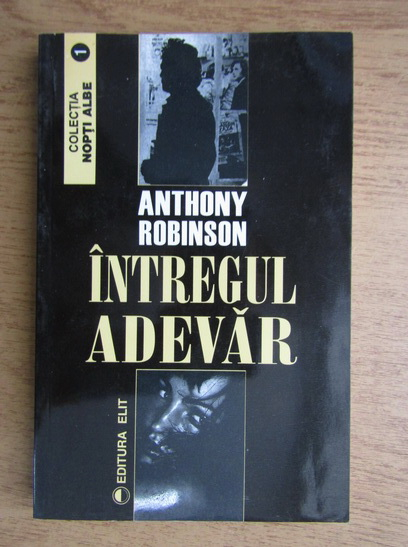 COLECȚIA
NOPȚI ALBE
1
ANTHONY
ROBINSON
ÎNTREGUL
ADEVĂR
EDITURA ELIT